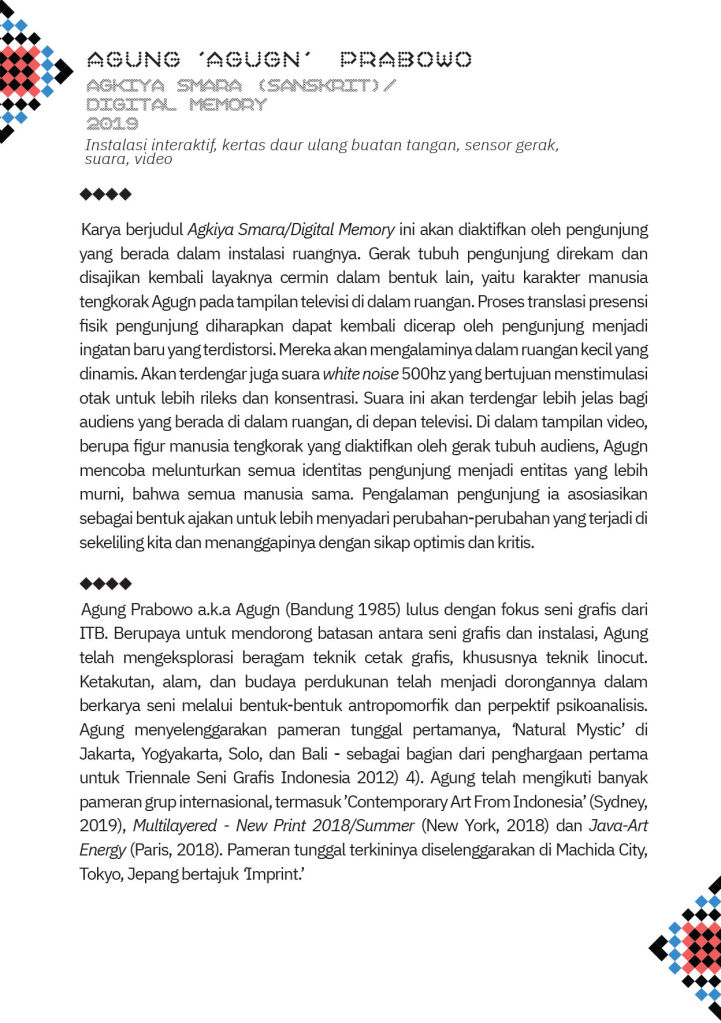 AGUNG 'AGUGN' PRABOWO
AGKIYA SMARA (SANSKRIT)/
DIGITAL MEMORY
2019
Instalasi interaktif, kertas daur ulang buatan tangan, sensor gerak,
suara, video
Karya berjudul Agkiya Smara/Digital Memory ini akan diaktifkan oleh pengunjung
yang berada dalam instalasi ruangnya. Gerak tubuh pengunjung direkam dan
disajikan kembali layaknya cermin dalam bentuk lain, yaitu karakter manusia
tengkorak Agugn pada tampilan televisi di dalam ruangan. Proses translasi presensi
fisik pengunjung diharapkan dapat kembali dicerap oleh pengunjung menjadi
ingatan baru yang terdistorsi. Mereka akan mengalaminya dalam ruangan kecil yang
dinamis. Akan terdengar juga suara white noise 500hz yang bertujuan menstimulasi
otak untuk lebih rileks dan konsentrasi. Suara ini akan terdengar lebih jelas bagi
audiens yang berada di dalam ruangan, di depan televisi. Di dalam tampilan video,
berupa figur manusia tengkorak yang diaktifkan oleh gerak tubuh audiens, Agugn
mencoba melunturkan semua identitas pengunjung menjadi entitas yang lebih
murni, bahwa semua manusia sama. Pengalaman pengunjung ia asosiasikan
sebagai bentuk ajakan untuk lebih menyadari perubahan-perubahan yang terjadi di
sekeliling kita dan menanggapinya dengan sikap optimis dan kritis.
Agung Prabowo a.k.a Agugn (Bandung 1985) lulus dengan fokus seni grafis dari
ITB. Berupaya untuk mendorong batasan antara seni grafis dan instalasi, Agung
telah mengeksplorasi beragam teknik cetak grafis, khususnya teknik linocut.
Ketakutan, alam, dan budaya perdukunan telah menjadi dorongannya dalam
berkarya seni melalui bentuk-bentuk antropomorfik dan perpektif psikoanalisis.
Agung menyelenggarakan pameran tunggal pertamanya, 'Natural Mystic' di
Jakarta, Yogyakarta, Solo, dan Bali - sebagai bagian dari penghargaan pertama
untuk Triennale Seni Grafis Indonesia 2012) 4). Agung telah mengikuti banyak
pameran grup internasional, termasuk 'Contemporary Art From Indonesia' (Sydney,
2019), Multilayered - New Print 2018/Summer (New York, 2018) dan Java-Art
Energy (Paris, 2018). Pameran tunggal terkininya diselenggarakan di Machida City,
Tokyo, Jepang bertajuk 'Imprint.'